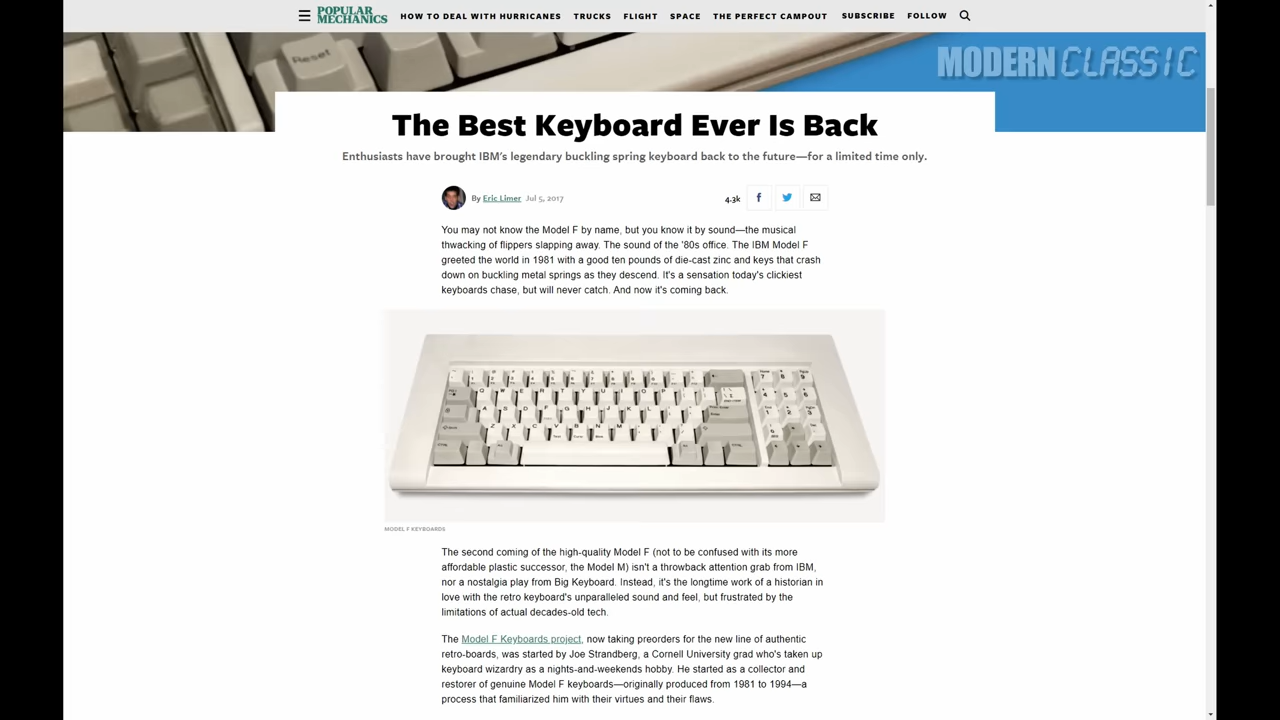 POPULAR
MECHANICS
HOW TO DEAL WITH HURRICANES TRUCKS FLIGHT SPACE THE PERFECT CAMPOUT SUBSCRIBE FOLLOW
Reset
MODERN CLASSIC
The Best Keyboard Ever Is Back
Enthusiasts have brought IBM's legendary buckling spring keyboard back to the future—for a limited time only.
By Eric Limer Jul 5, 2017
4.3k
You may not know the Model F by name, but you know it by sound—the musical
thwacking of flippers slapping away. The sound of the '80s office. The IBM Model F
greeted the world in 1981 with a good ten pounds of die-cast zinc and keys that crash
down on buckling metal springs as they descend. It's a sensation today's clickiest
keyboards chase, but will never catch. And now it's coming back.
Q W E R T Y U I O P
A S D F G H J K L
Z X C V B N M
MODEL F KEYBOARDS
The second coming of the high-quality Model F (not to be confused with its more
affordable plastic successor, the Model M) isn't a throwback attention grab from IBM,
nor a nostalgia play from Big Keyboard. Instead, it's the longtime work of a historian in
love with the retro keyboard's unparalleled sound and feel, but frustrated by the
limitations of actual decades-old tech.
The Model F Keyboards project, now taking preorders for the new line of authentic
retro-boards, was started by Joe Strandberg, a Cornell University grad who's taken up
keyboard wizardry as a nights-and-weekends hobby. He started as a collector and
restorer of genuine Model F keyboards—originally produced from 1981 to 1994—a
process that familiarized him with their virtues and their flaws.